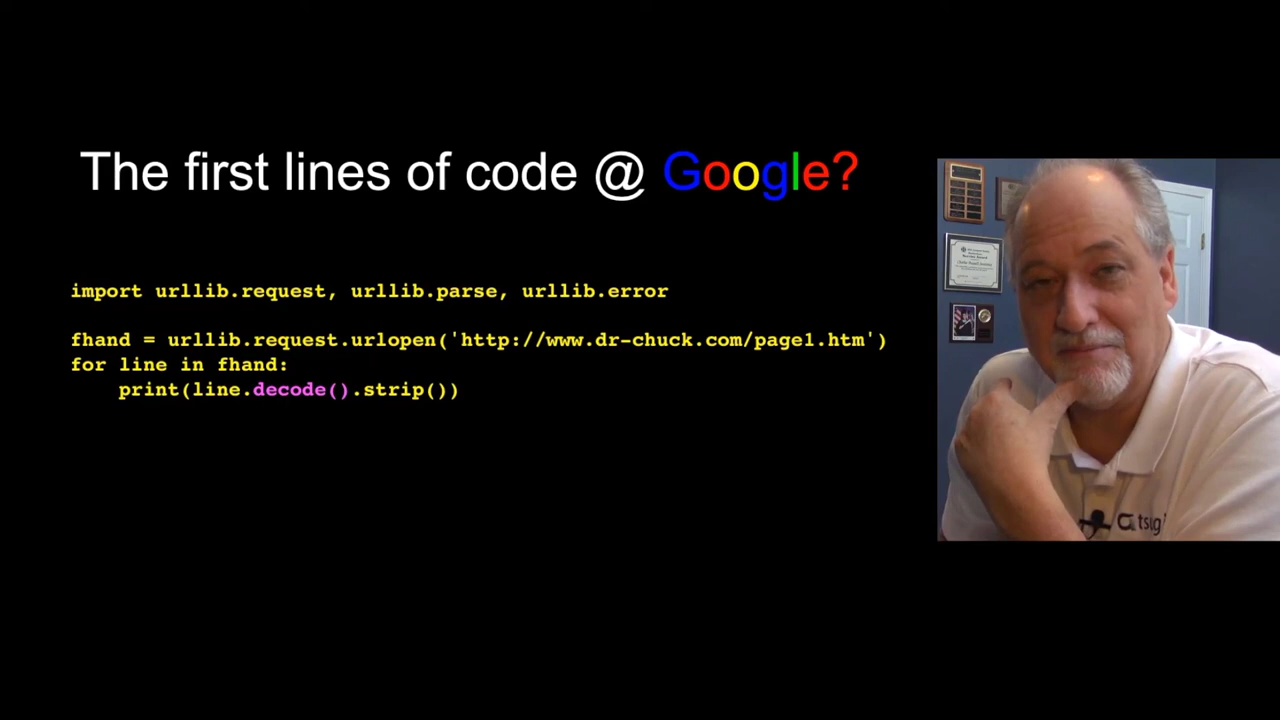 The first lines of code @ Google?
import urllib.request, urllib.parse, urllib.error
fhand = urllib.request.urlopen('http://www.dr-chuck.com/page1.htm')
for line in fhand:
    print(line.decode().strip())
tsug